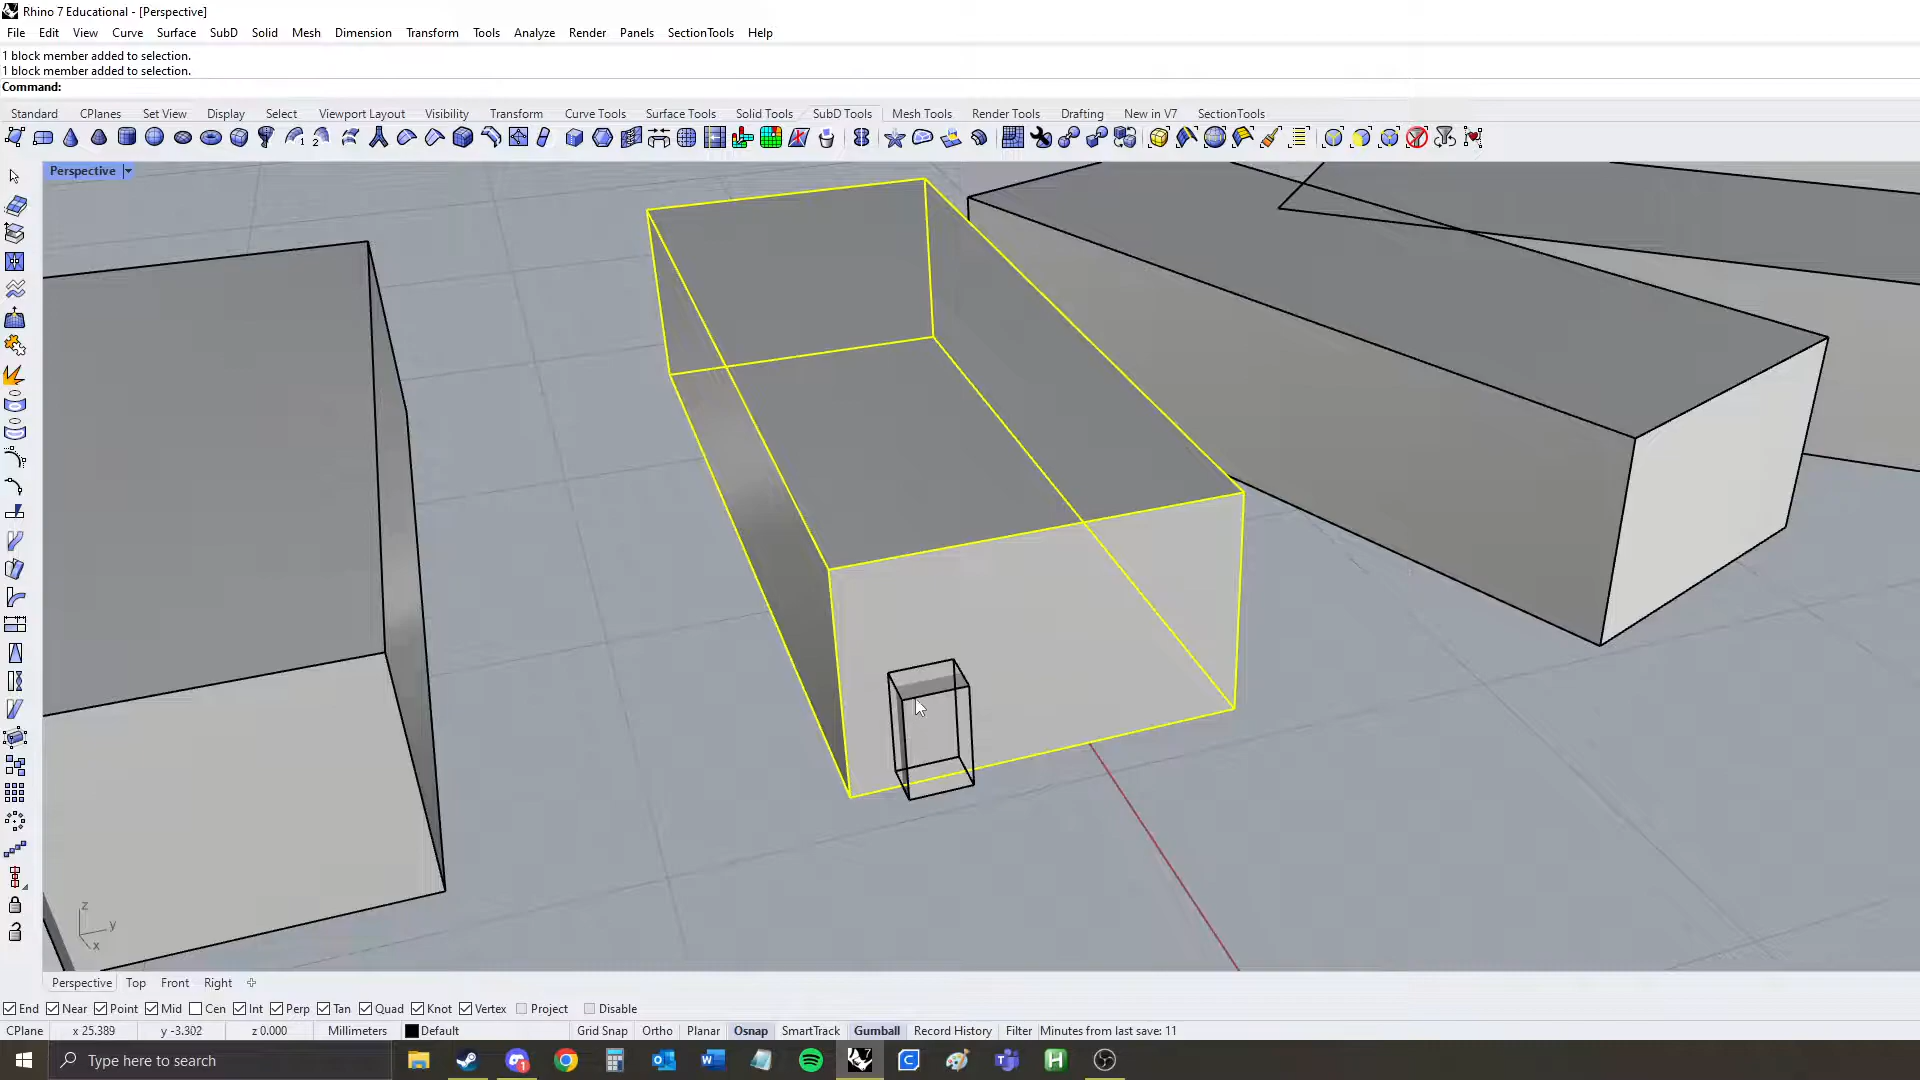 Rhino 7 Educational - [Perspective]
File Edit View Curve Surface SubD Solid Mesh Dimension Transform Tools Analyze Render Panels SectionTools Help
1 block member added to selection.
1 block member added to selection.
Command:
Standard CPlanes Set View Display Select Viewport Layout Visibility Transform Curve Tools Surface Tools Solid Tools SubD Tools Mesh Tools Render Tools Drafting New in V7 SectionTools
Perspective
z
y
x
Perspective Top Front Right
End Near Point Mid Cen Int Perp Tan Quad Knot Vertex Project Disable
CPlane x 25.389 y -3.302 z 0.000 Millimeters Default Grid Snap Ortho Planar Osnap SmartTrack Gumball Record History Filter Minutes from last save: 11
Type here to search